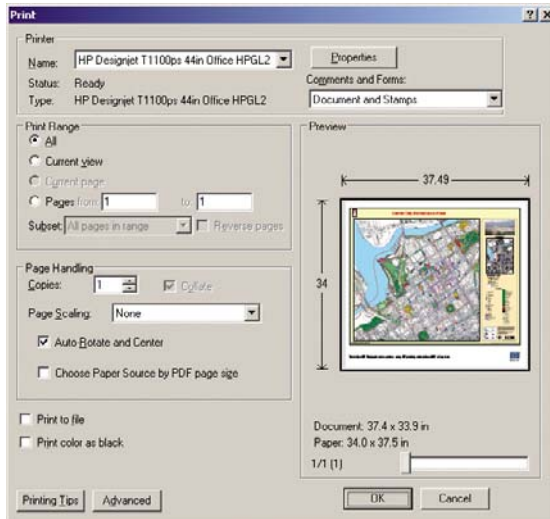 Print
Printer
Name: HP Designjet T1100ps 44in Office HPGL2
Properties
Status: Ready
Type: HP Designjet T1100ps 44in Office HPGL2
Comments and Forms:
Document and Stamps
Print Range
All
Current view
Current page
Pages from: 1 to: 1
Subset: All pages in range
Reverse pages
Page Handling
Copies: 1
Collate
Page Scaling: None
Auto Rotate and Center
Choose Paper Source by PDF page size
Print to file
Print color as black
Printing Tips
Advanced
Preview
37.49
34
Document: 37.4 x 33.9 in
Paper: 34.0 x 37.5 in
1/1 (1)
OK
Cancel